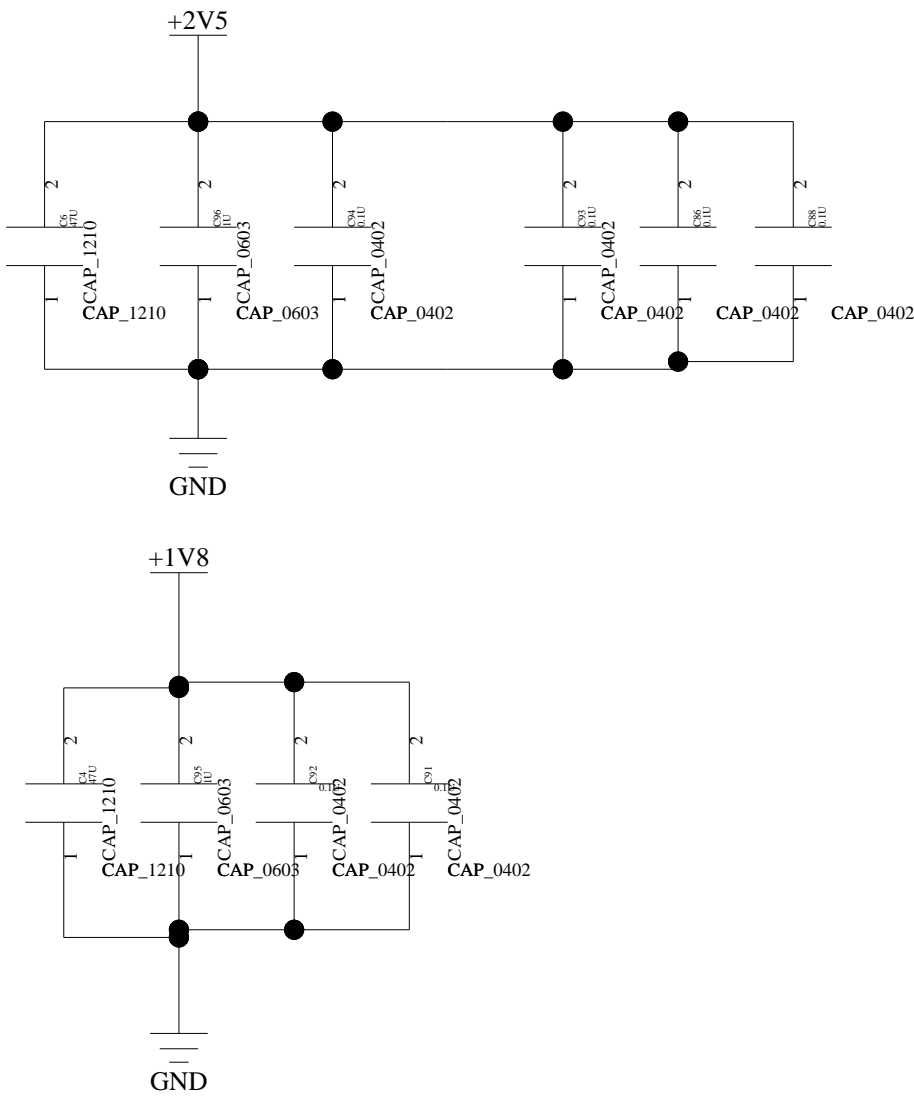 +2V5
2
C6
47U
CAP_1210
1
CAP_1210
2
C96
1U
CAP_0603
1
CAP_0603
2
C94
0.1U
CAP_0402
1
CAP_0402
2
C93
0.1U
CAP_0402
1
CAP_0402
2
C86
0.1U
1
CAP_0402
2
C88
0.1U
1
CAP_0402
GND
+1V8
2
C4
47U
CAP_1210
1
CAP_1210
2
C95
1U
CAP_0603
1
CAP_0603
2
C92
CAP_0402
1
CAP_0402
2
C91
CAP_0402
1
CAP_0402
GND